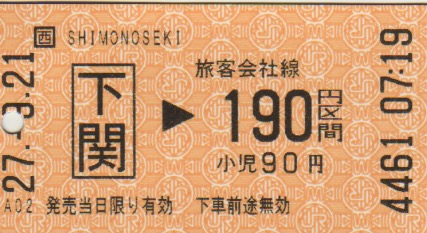 西 SHIMONOSEKI
下関 ▶ 旅客会社線
190円区間
小児90円
A02 発売当日限り有効 下車前途無効
27.-3.21
4461 07:19